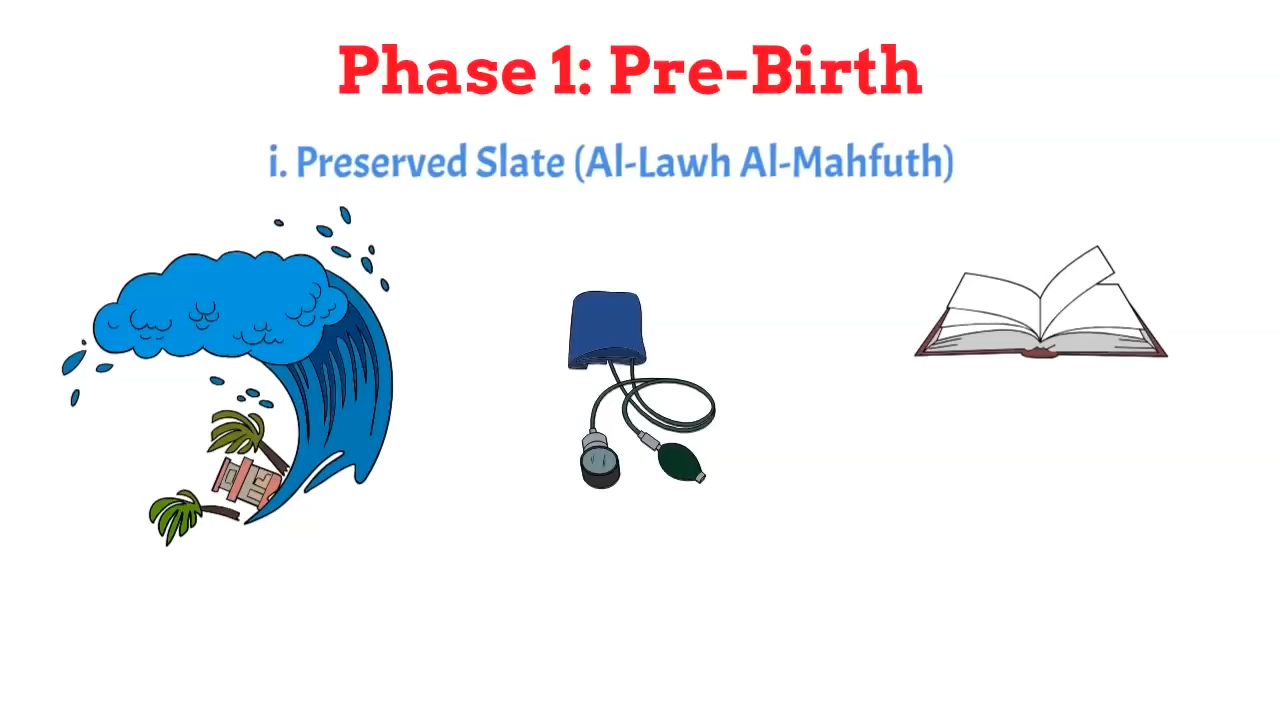 Phase 1: Pre-Birth
i. Preserved Slate (Al-Lawh Al-Mahfuth)